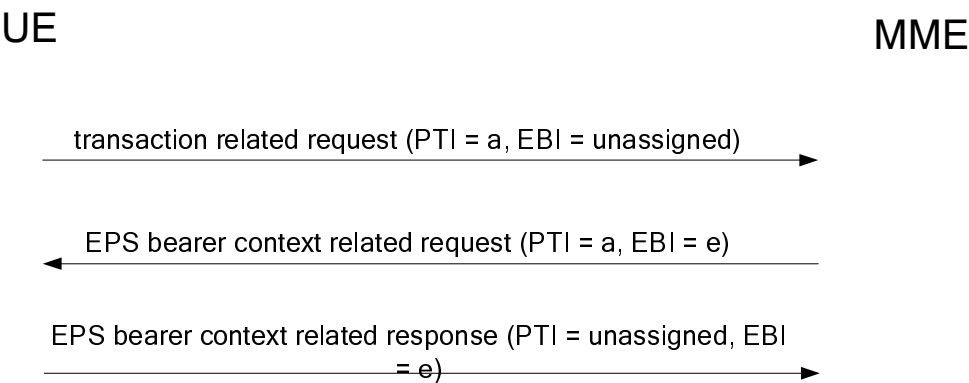 UE
MME
transaction related request (PTI = a, EBI = unassigned)
EPS bearer context related request (PTI = a, EBI = e)
EPS bearer context related response (PTI = unassigned, EBI
= e)